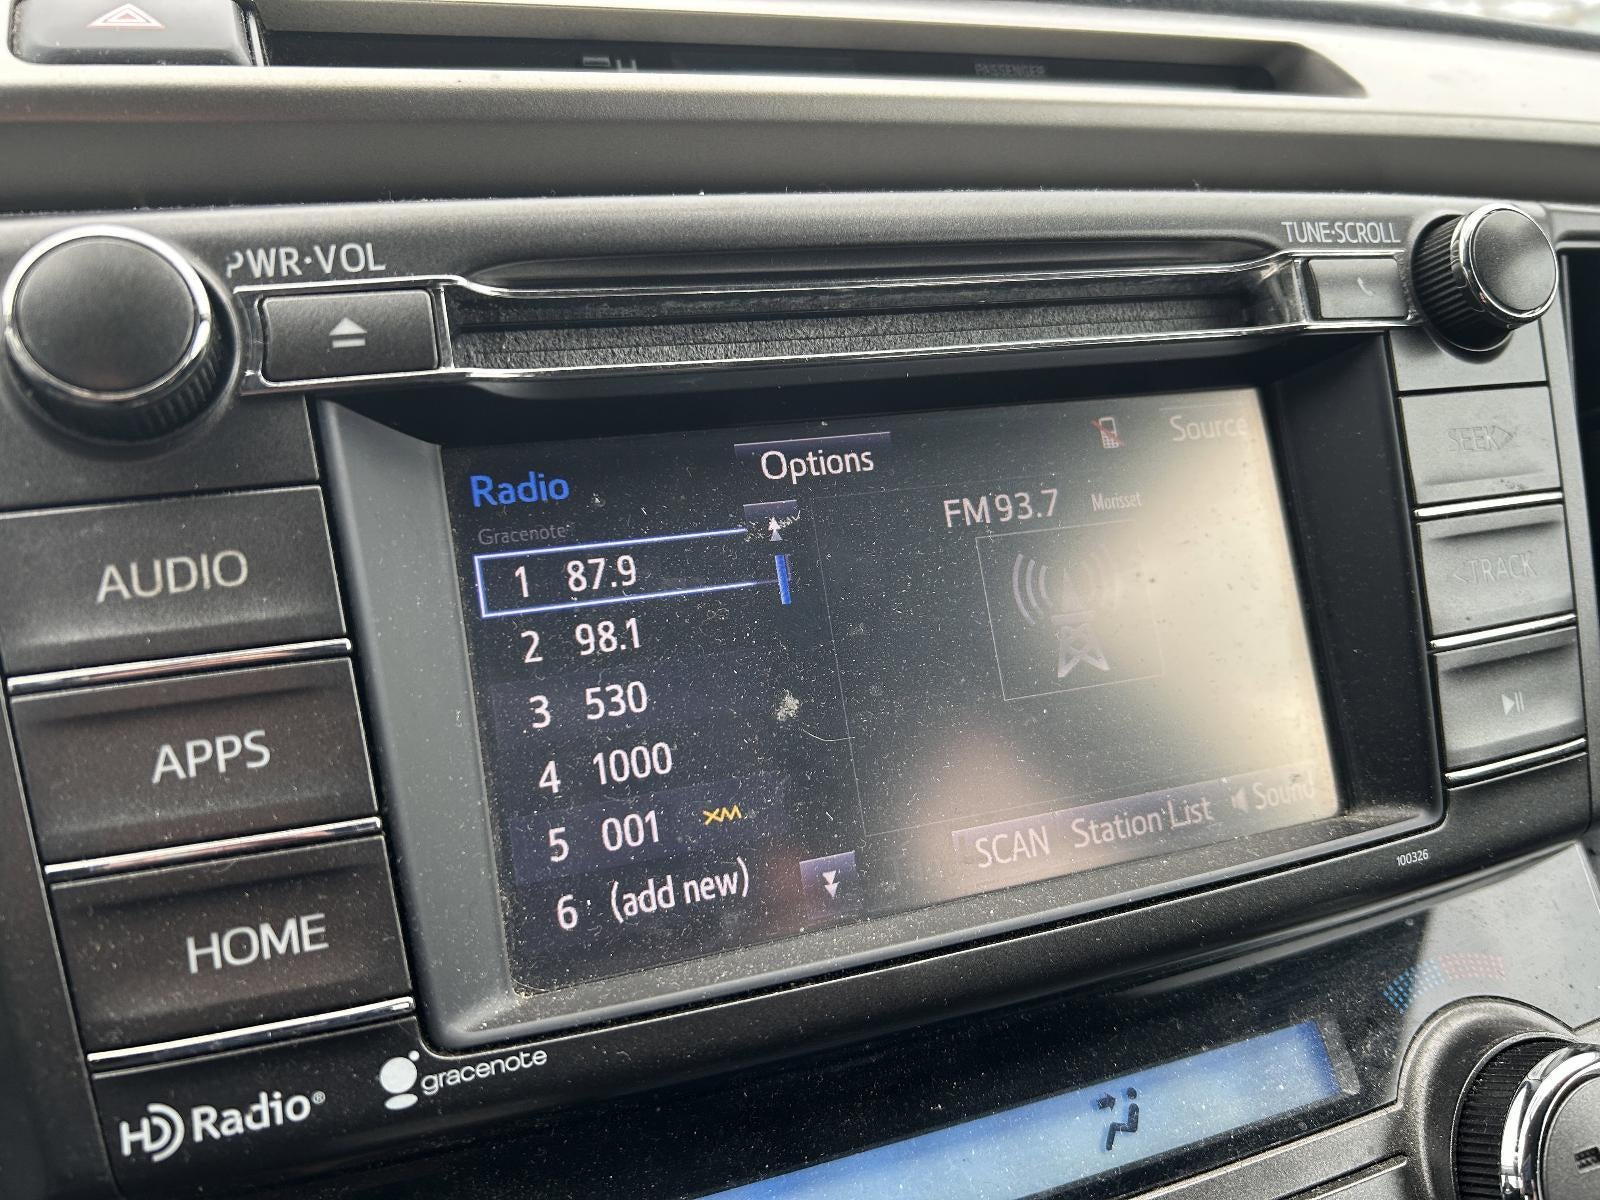 PASSENGER
PWR·VOL
TUNE·SCROLL
SEEK>
<TRACK
AUDIO
APPS
HOME
Radio
Options
Source
Gracenote®
FM 93.7 Morisset
1 87.9
2 98.1
3 530
4 1000
5 001 XM
6 (add new)
SCAN Station List Sound
100326
HD Radio®
gracenote